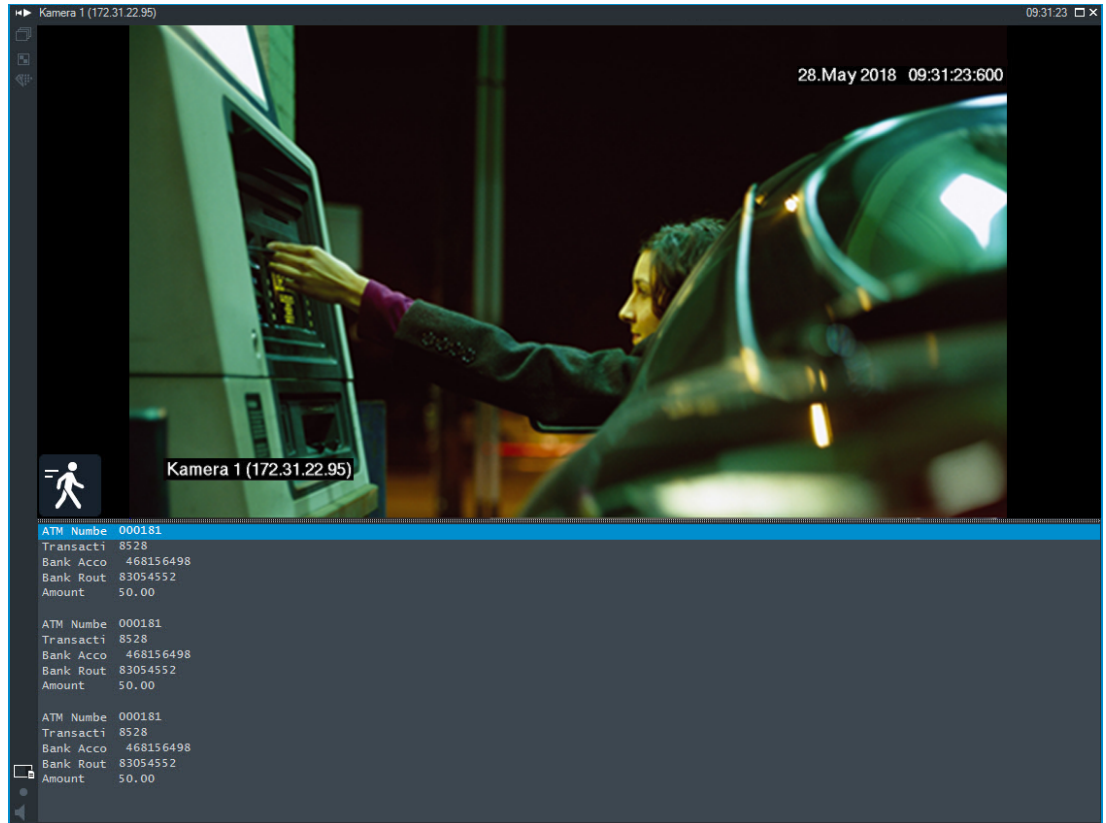 Kamera 1 (172.31.22.95) 09:31:23
28.May 2018 09:31:23:600
Kamera 1 (172.31.22.95)
ATM Numbe 000181
Transacti 8528
Bank Acco 468156498
Bank Rout 83054552
Amount 50.00
ATM Numbe 000181
Transacti 8528
Bank Acco 468156498
Bank Rout 83054552
Amount 50.00
ATM Numbe 000181
Transacti 8528
Bank Acco 468156498
Bank Rout 83054552
Amount 50.00